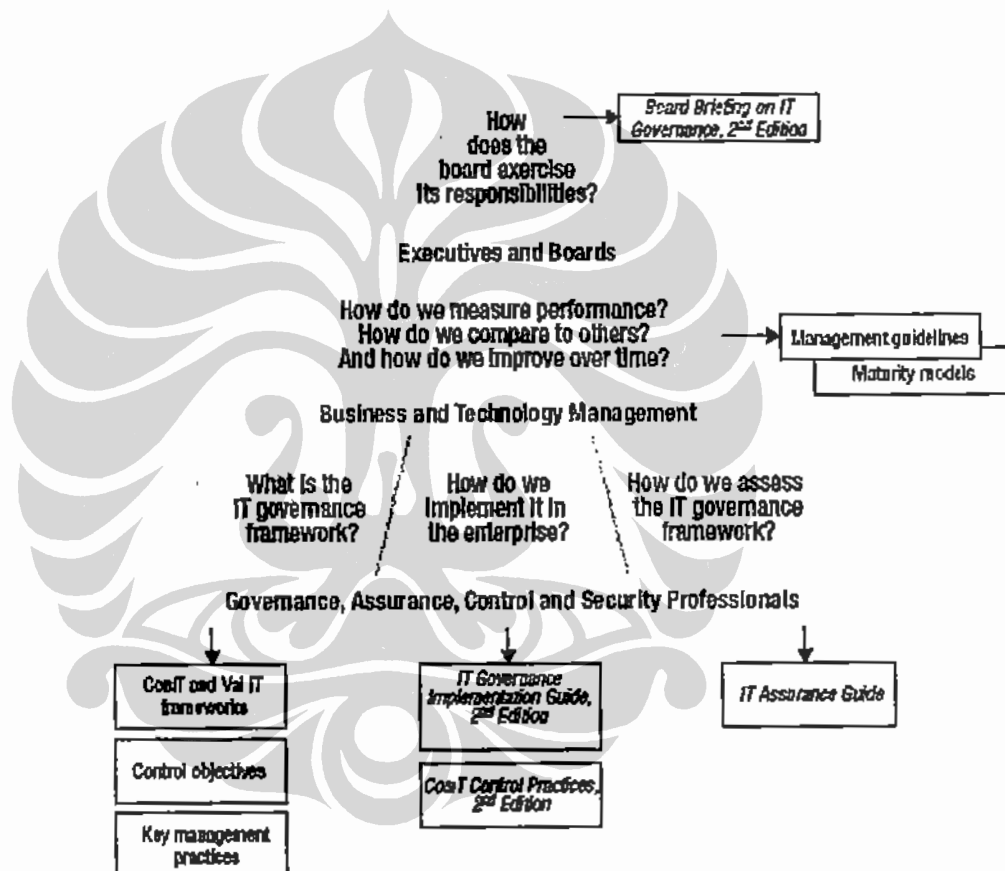 How
does the
board exercise
its responsibilities?
Board Briefing on IT
Governance, 2nd Edition
Executives and Boards
How do we measure performance?
How do we compare to others?
And how do we improve over time?
Management guidelines
Maturity models
Business and Technology Management
What is the
IT governance
framework?
How do we
implement it in
the enterprise?
How do we assess
the IT governance
framework?
Governance, Assurance, Control and Security Professionals
COBIT and Val IT
frameworks
Control objectives
Key management
practices
IT Governance
Implementation Guide,
2nd Edition
COBIT Control Practices,
2nd Edition
IT Assurance Guide